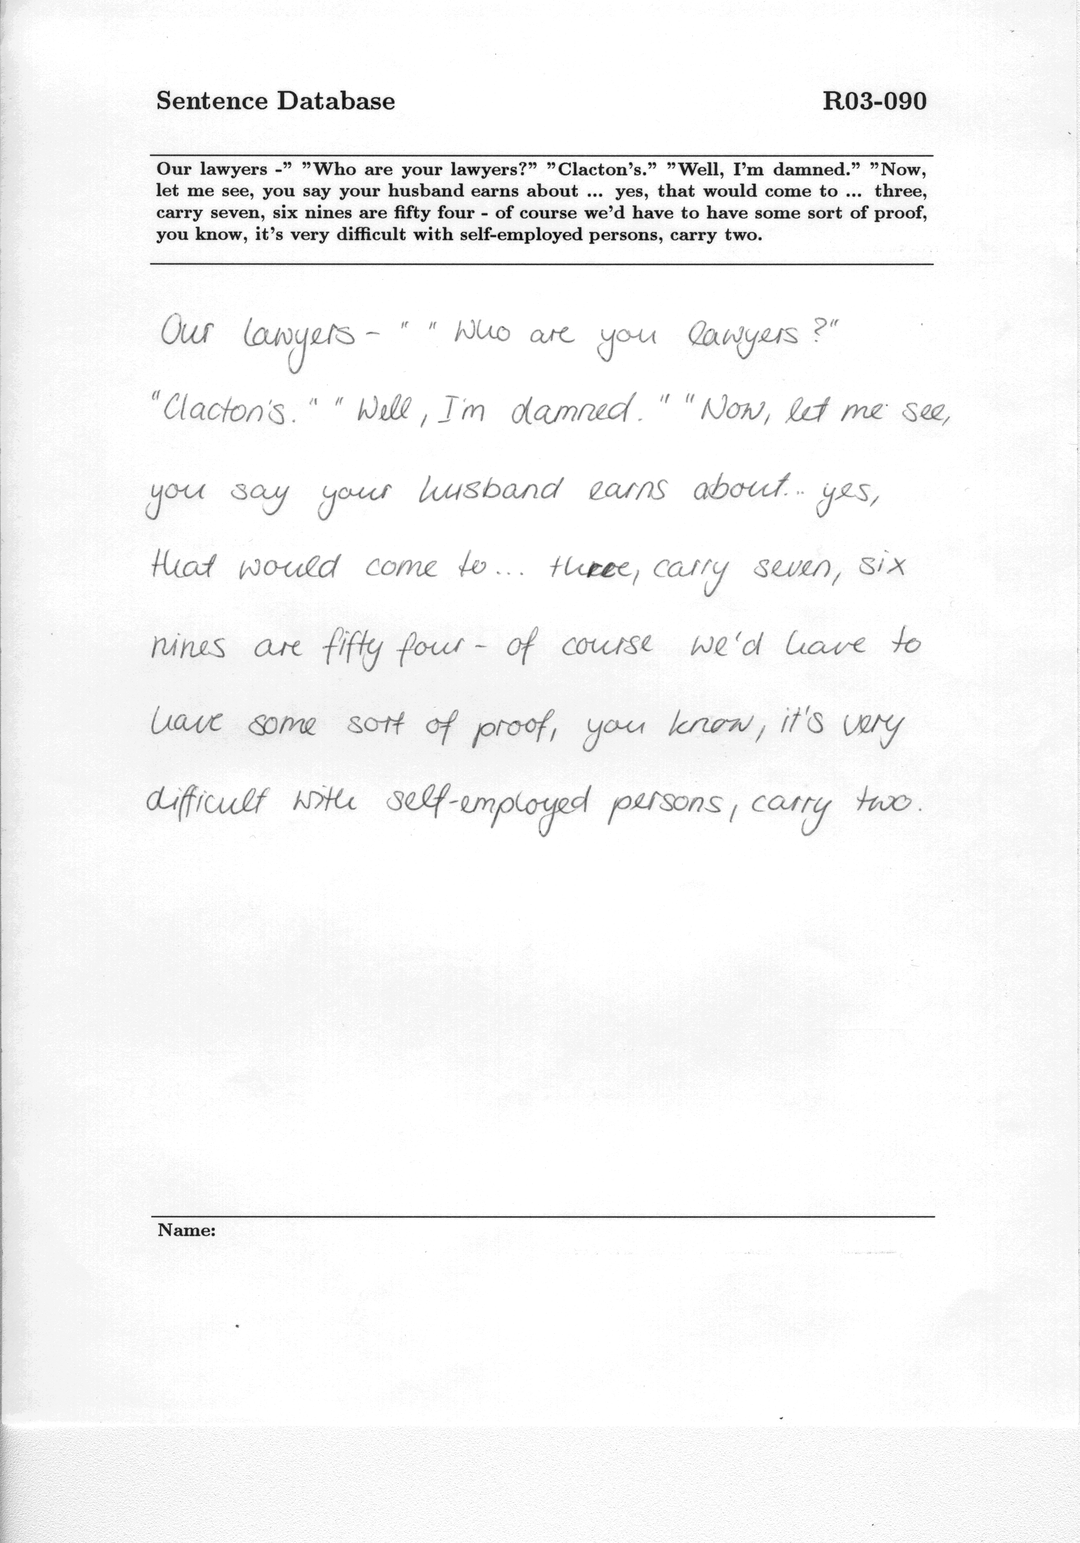 Sentence Database R03-090
Our lawyers -” ”Who are your lawyers?” ”Clacton’s.” ”Well, I’m damned.” ”Now,
let me see, you say your husband earns about ... yes, that would come to ... three,
carry seven, six nines are fifty four - of course we’d have to have some sort of proof,
you know, it’s very difficult with self-employed persons, carry two.
Our lawyers - " " Who are you lawyers ?"
"Clacton's. " " Well, I'm damned. " " Now, let me see,
you say your husband earns about... yes,
that would come to ... three, carry seven, six
nines are fifty four - of course we'd have to
have some sort of proof, you know, it's very
difficult with self-employed persons, carry two.
Name: